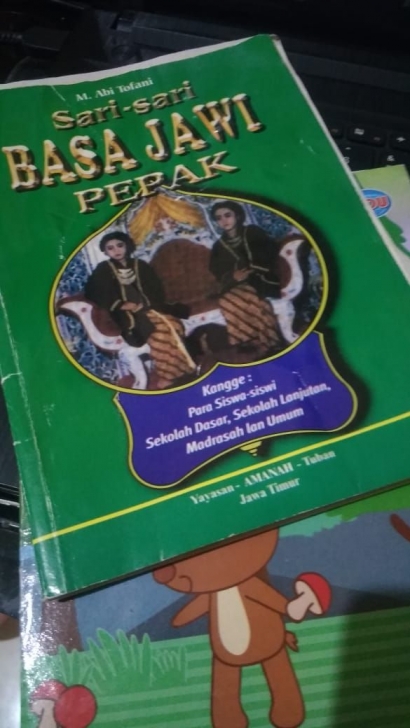 M. Abi Tofani
Sari-sari
BASA JAWI
PEPAK
Kangge :
Para Siswa-siswi
Sekolah Dasar, Sekolah Lanjutan,
Madrasah lan Umum
Yayasan - AMANAH - Tuban
Jawa Timur